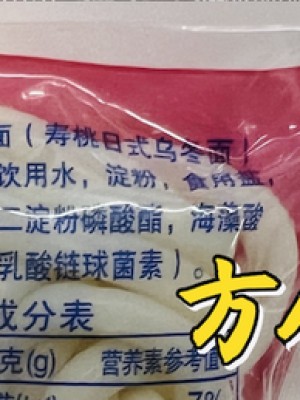 面（寿桃日式乌冬面）
饮用水，淀粉，食用盐，
二淀粉磷酸酯，海藻酸
乳酸链球菌素）。
方
成分表
克(g) 营养素参考值
7%